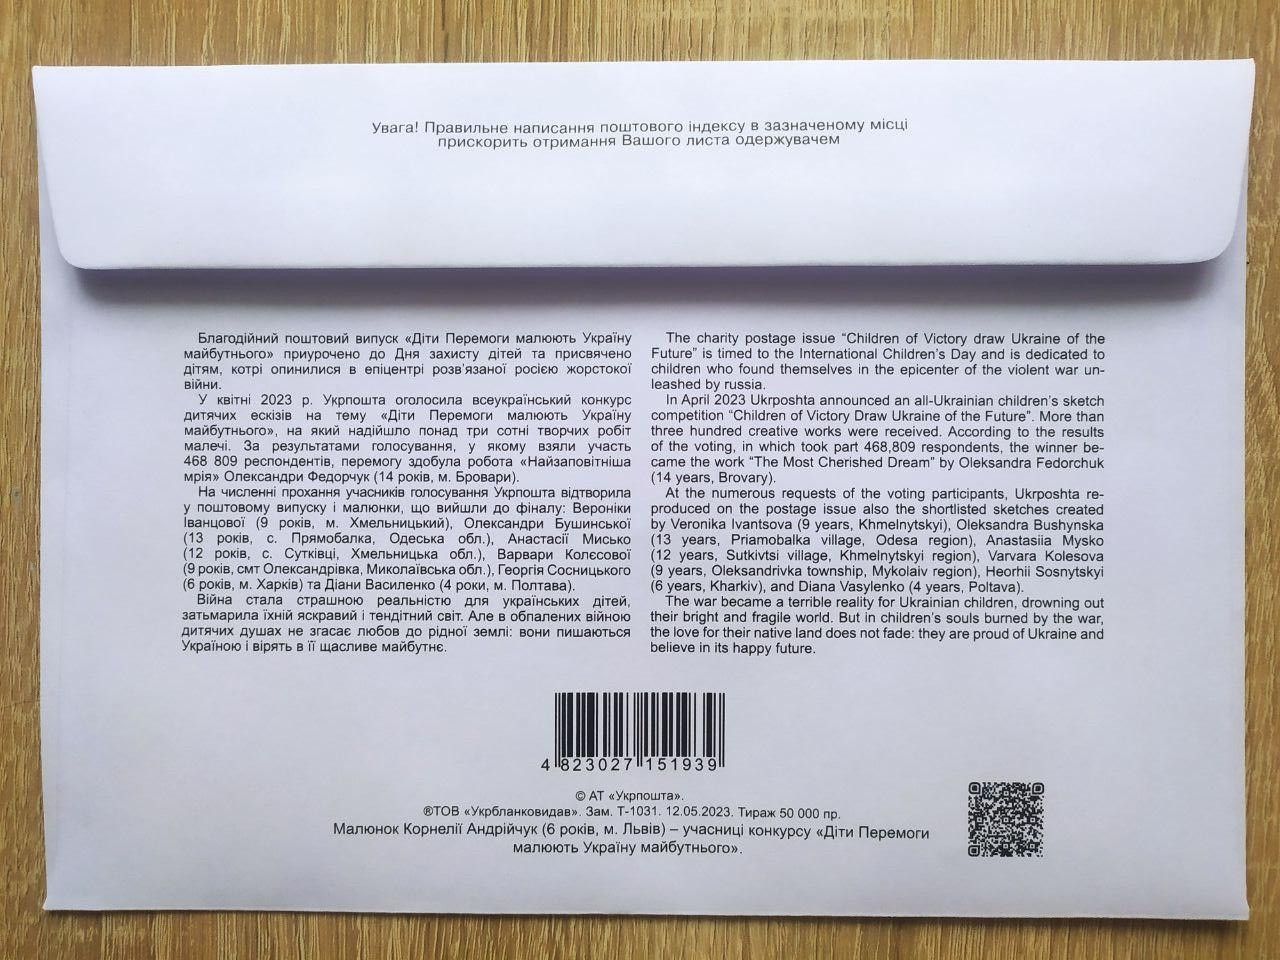 Увага! Правильне написання поштового індексу в зазначеному місці
прискорить отримання Вашого листа одержувачем
Благодійний поштовий випуск «Діти Перемоги малюють Україну
майбутнього» приурочено до Дня захисту дітей та присвячено
дітям, котрі опинилися в епіцентрі розв’язаної росією жорстокої
війни.
У квітні 2023 р. Укрпошта оголосила всеукраїнський конкурс
дитячих ескізів на тему «Діти Перемоги малюють Україну
майбутнього», на який надійшло понад три сотні творчих робіт
малечі. За результатами голосування, у якому взяли участь
468 809 респондентів, перемогу здобула робота «Найзаповітніша
мрія» Олександри Федорчук (14 років, м. Бровари).
На численні прохання учасників голосування Укрпошта відтворила
у поштовому випуску і малюнки, що вийшли до фіналу: Вероніки
Іванцової (9 років, м. Хмельницький), Олександри Бушинської
(13 років, с. Прямобалка, Одеська обл.), Анастасії Мисько
(12 років, с. Сутківці, Хмельницька обл.), Варвари Колєсової
(9 років, смт Олександрівка, Миколаївська обл.), Георгія Сосницького
(6 років, м. Харків) та Діани Василенко (4 роки, м. Полтава).
Війна стала страшною реальністю для українських дітей,
затьмарила їхній яскравий і тендітний світ. Але в обпалених війною
дитячих душах не згасає любов до рідної землі: вони пишаються
Україною і вірять в її щасливе майбутнє.
The charity postage issue “Children of Victory draw Ukraine of the
Future” is timed to the International Children’s Day and is dedicated to
children who found themselves in the epicenter of the violent war un-
leashed by russia.
In April 2023 Ukrposhta announced an all-Ukrainian children’s sketch
competition “Children of Victory Draw Ukraine of the Future”. More than
three hundred creative works were received. According to the results
of the voting, in which took part 468,809 respondents, the winner be-
came the work “The Most Cherished Dream” by Oleksandra Fedorchuk
(14 years, Brovary).
At the numerous requests of the voting participants, Ukrposhta re-
produced on the postage issue also the shortlisted sketches created
by Veronika Ivantsova (9 years, Khmelnytskyi), Oleksandra Bushynska
(13 years, Priamobalka village, Odesa region), Anastasiia Mysko
(12 years, Sutkivtsi village, Khmelnytskyi region), Varvara Kolesova
(9 years, Oleksandrivka township, Mykolaiv region), Heorhii Sosnytskyi
(6 years, Kharkiv), and Diana Vasylenko (4 years, Poltava).
The war became a terrible reality for Ukrainian children, drowning out
their bright and fragile world. But in children’s souls burned by the war,
the love for their native land does not fade: they are proud of Ukraine and
believe in its happy future.
4 823027 151939
© АТ «Укрпошта».
®ТОВ «Укрбланковидав». Зам. Т-1031. 12.05.2023. Тираж 50 000 пр.
Малюнок Корнелії Андрійчук (6 років, м. Львів) – учасниці конкурсу «Діти Перемоги
малюють Україну майбутнього».